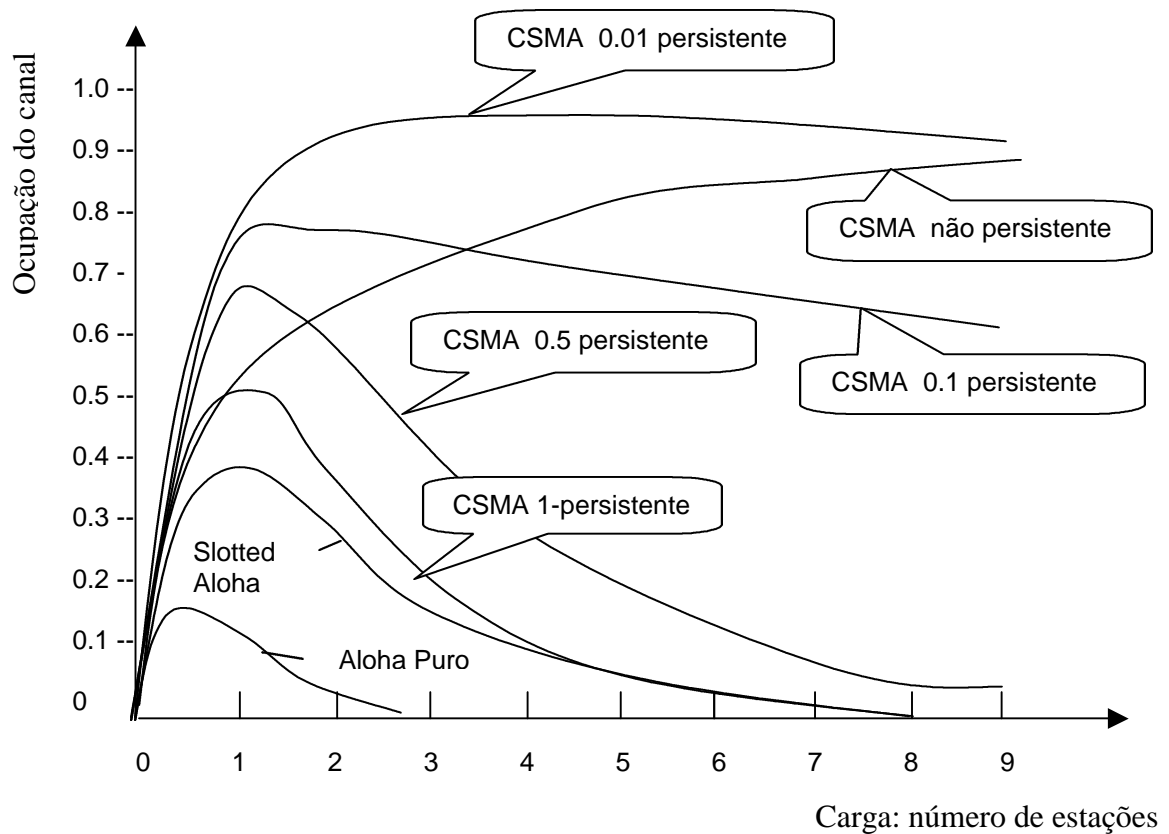 Ocupação do canal
CSMA 0.01 persistente
1.0 --
0.9 --
0.8 --
CSMA não persistente
0.7 -
0.6 --
CSMA 0.5 persistente
CSMA 0.1 persistente
0.5 --
0.4 --
CSMA 1-persistente
0.3 --
Slotted
Aloha
0.2 --
0.1 --
Aloha Puro
0
0 1 2 3 4 5 6 7 8 9
Carga: número de estações